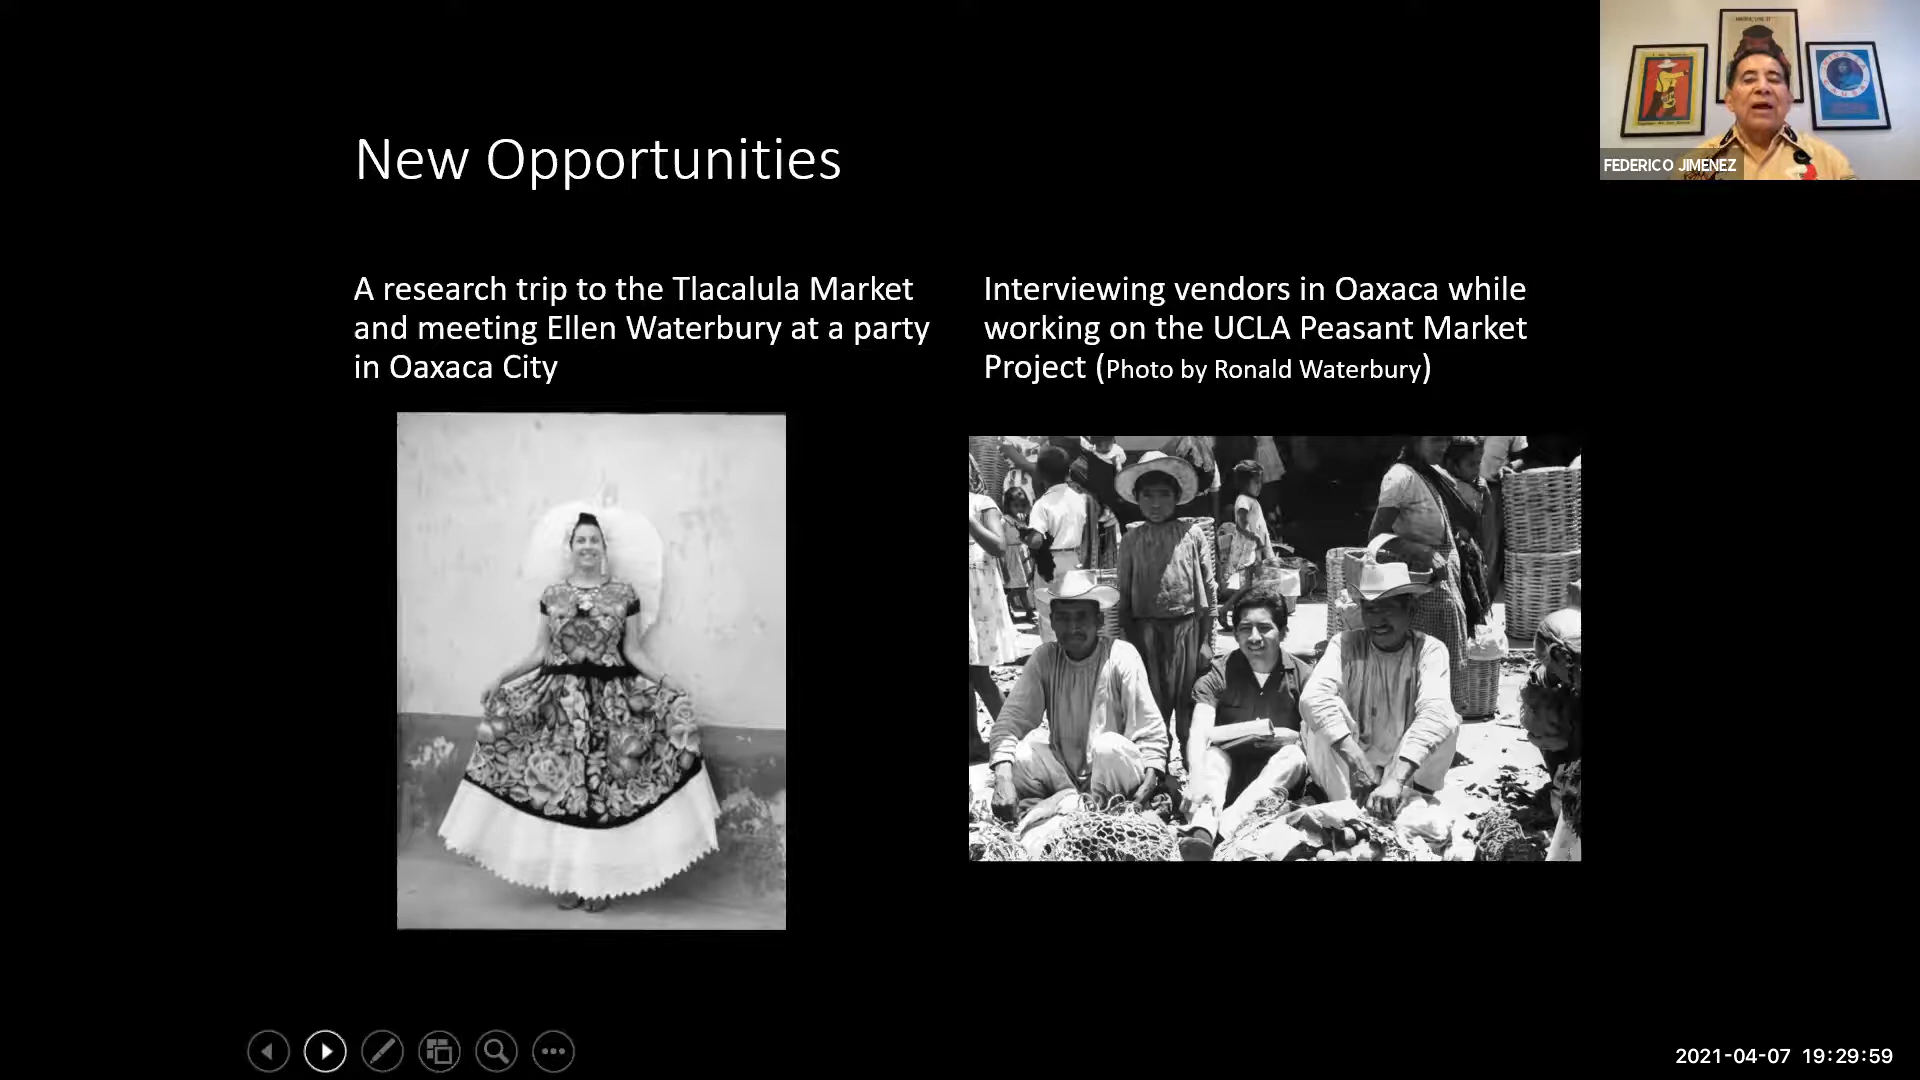 New Opportunities
A research trip to the Tlacalula Market
and meeting Ellen Waterbury at a party
in Oaxaca City
Interviewing vendors in Oaxaca while
working on the UCLA Peasant Market
Project (Photo by Ronald Waterbury)
FEDERICO JIMENEZ
2021-04-07 19:29:59